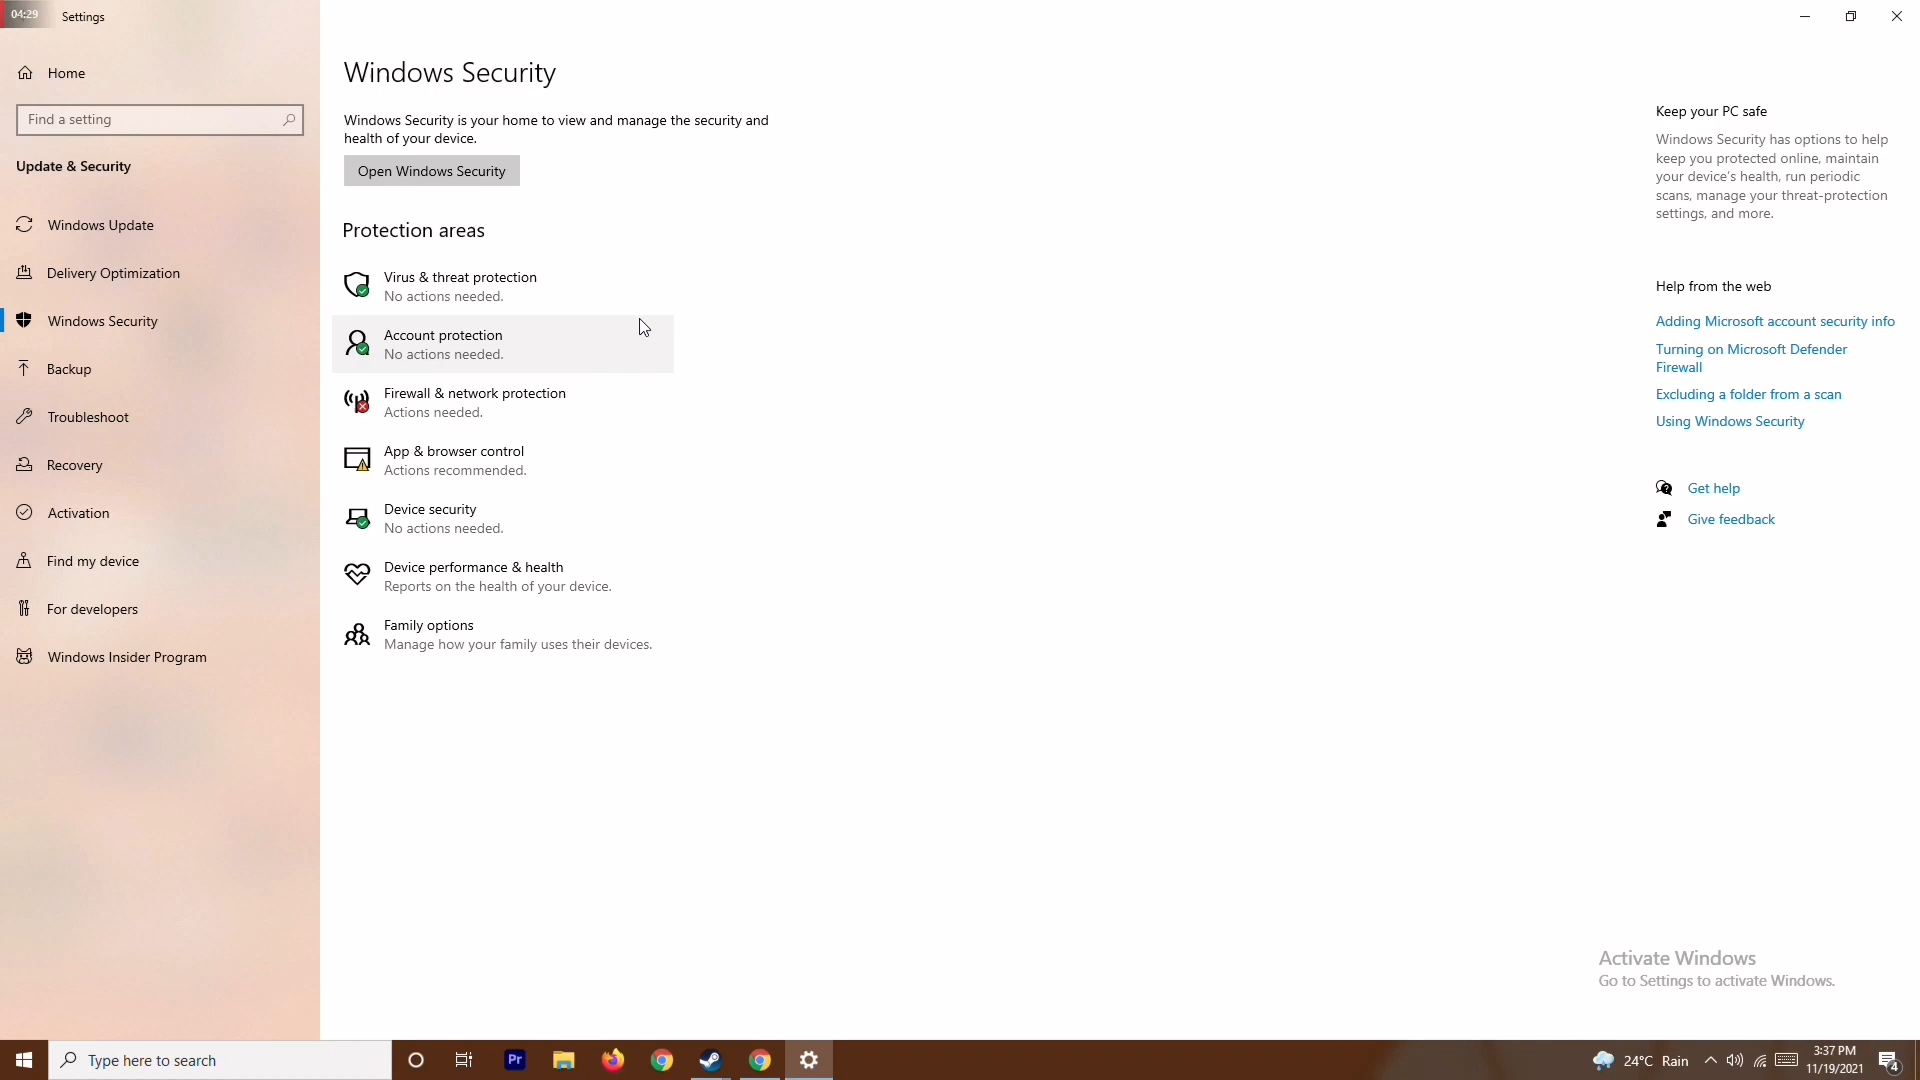 04:29
Settings
Home
Find a setting
Update & Security
Windows Update
Delivery Optimization
Windows Security
Backup
Troubleshoot
Recovery
Activation
Find my device
For developers
Windows Insider Program
Windows Security
Windows Security is your home to view and manage the security and
health of your device.
Open Windows Security
Protection areas
Virus & threat protection
No actions needed.
Account protection
No actions needed.
Firewall & network protection
Actions needed.
App & browser control
Actions recommended.
Device security
No actions needed.
Device performance & health
Reports on the health of your device.
Family options
Manage how your family uses their devices.
Keep your PC safe
Windows Security has options to help
keep you protected online, maintain
your device's health, run periodic
scans, manage your threat-protection
settings, and more.
Help from the web
Adding Microsoft account security info
Turning on Microsoft Defender
Firewall
Excluding a folder from a scan
Using Windows Security
Get help
Give feedback
Activate Windows
Go to Settings to activate Windows.
Type here to search
Pr
24°C Rain
3:37 PM
11/19/2021
4